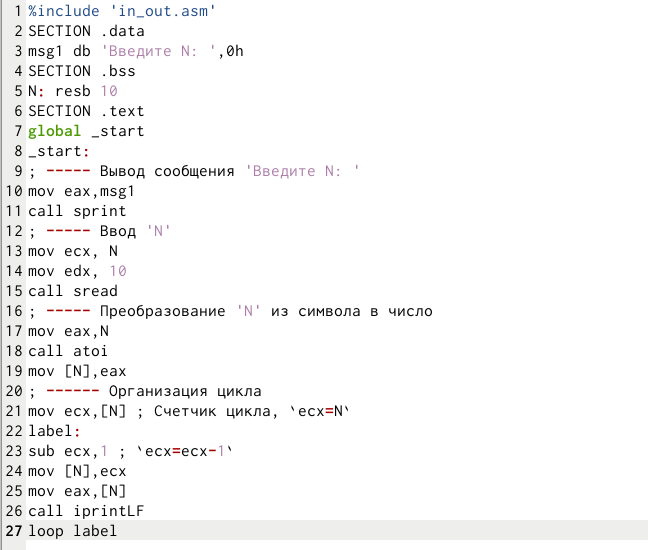 1 %include 'in_out.asm'
2 SECTION .data
3 msg1 db 'Введите N: ',0h
4 SECTION .bss
5 N: resb 10
6 SECTION .text
7 global _start
8 _start:
9 ; ----- Вывод сообщения 'Введите N: '
10 mov eax,msg1
11 call sprint
12 ; ----- Ввод 'N'
13 mov ecx, N
14 mov edx, 10
15 call sread
16 ; ----- Преобразование 'N' из символа в число
17 mov eax,N
18 call atoi
19 mov [N],eax
20 ; ------ Организация цикла
21 mov ecx,[N] ; Счетчик цикла, `ecx=N`
22 label:
23 sub ecx,1 ; `ecx=ecx-1`
24 mov [N],ecx
25 mov eax,[N]
26 call iprintLF
27 loop label